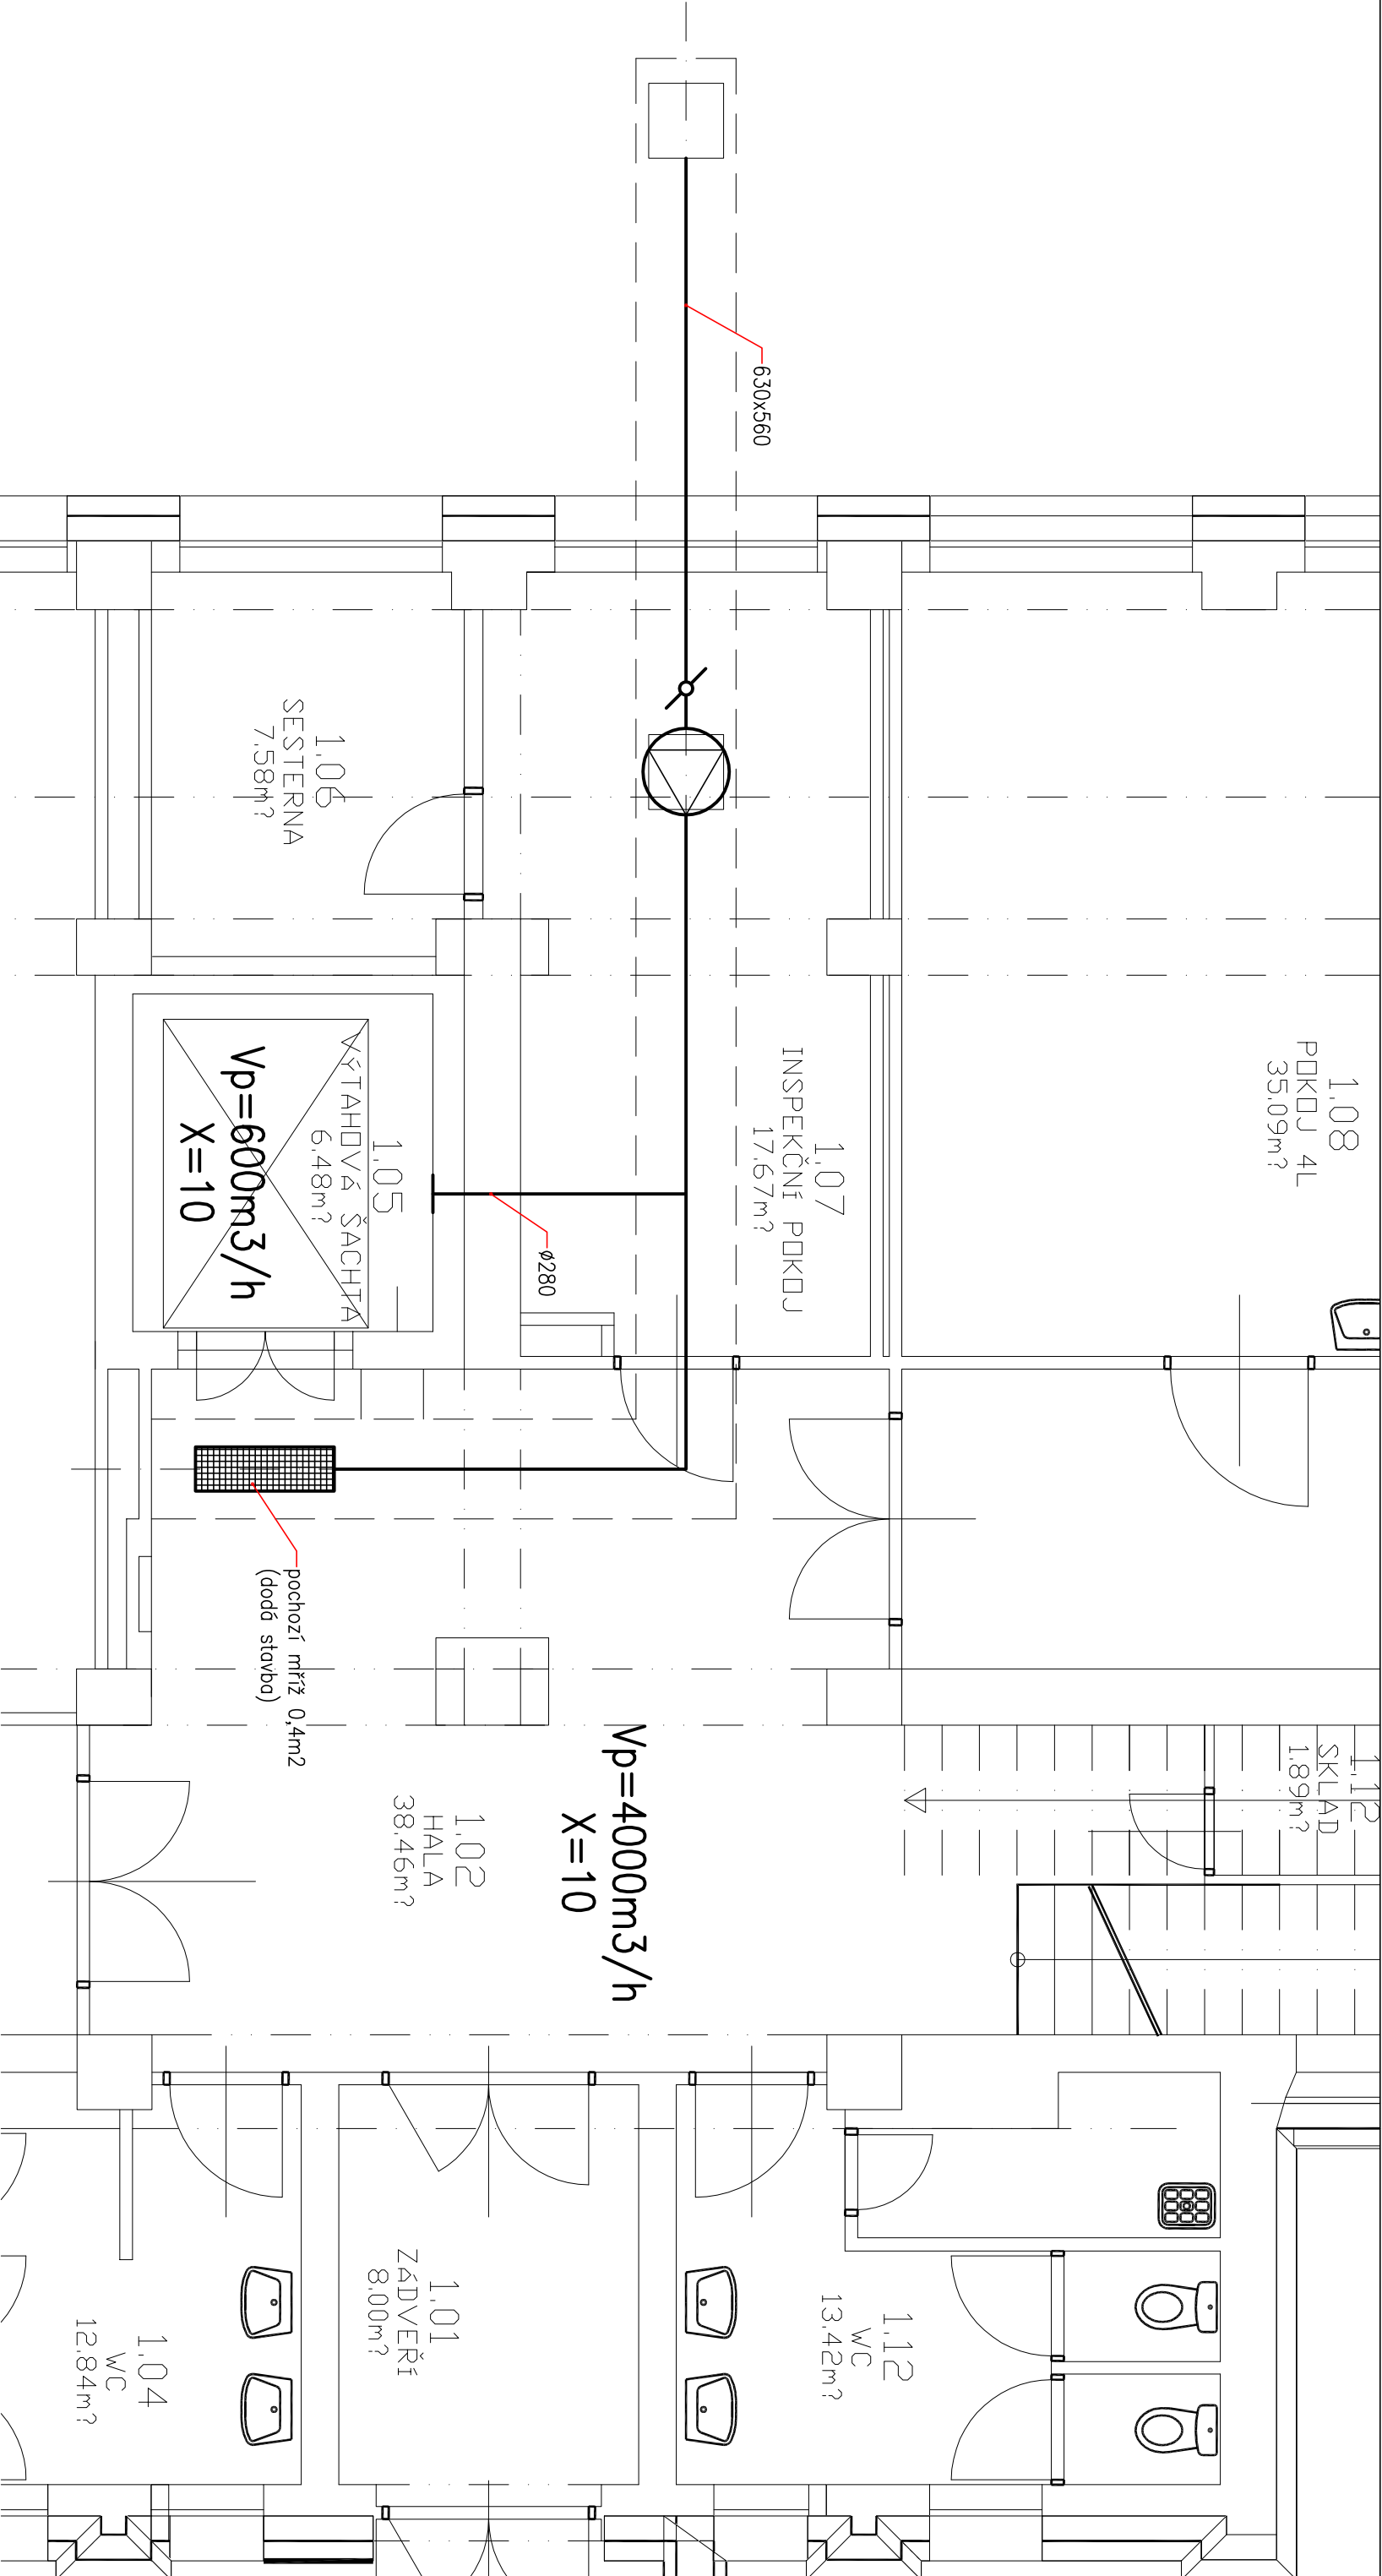 630x560
1.06
SESTERNA
7.58m?
1.08
POKOJ 4L
35.09m?
1.07
INSPEKČNÍ POKOJ
17.67m?
1.05
VÝTAHOVÁ ŠACHTA
6.48m?
Vp=600m3/h
X=10
ø280
pochozí mříž 0,4m2
(dodá stavba)
Vp=4000m3/h
X=10
1.02
HALA
38.46m?
1.12
SKLAD
1.89m?
1.12
WC
13.42m?
1.01
ZÁDVEŘÍ
8.00m?
1.04
WC
12.84m?